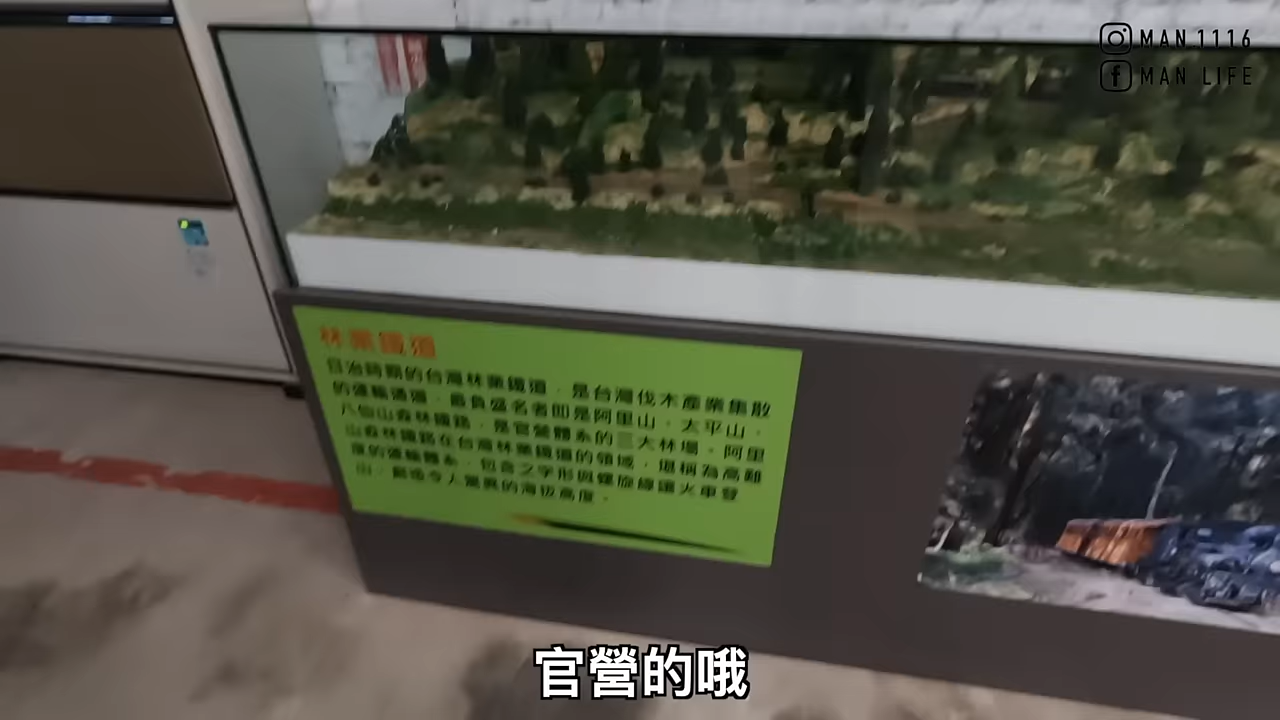 MAN 1116
MAN LIFE
林業鐵道
日治時期的台灣林業鐵道，是台灣伐木產業集散
的運輸通道，最負盛名者即是阿里山、太平山、
八仙山森林鐵路，是官營體系的三大林場。阿里
山森林鐵路在台灣林業鐵道的領域，堪稱為高難
度的運輸體系，包含之字形與螺旋線讓火車登
山，創造令人驚異的海拔高度。
官營的哦